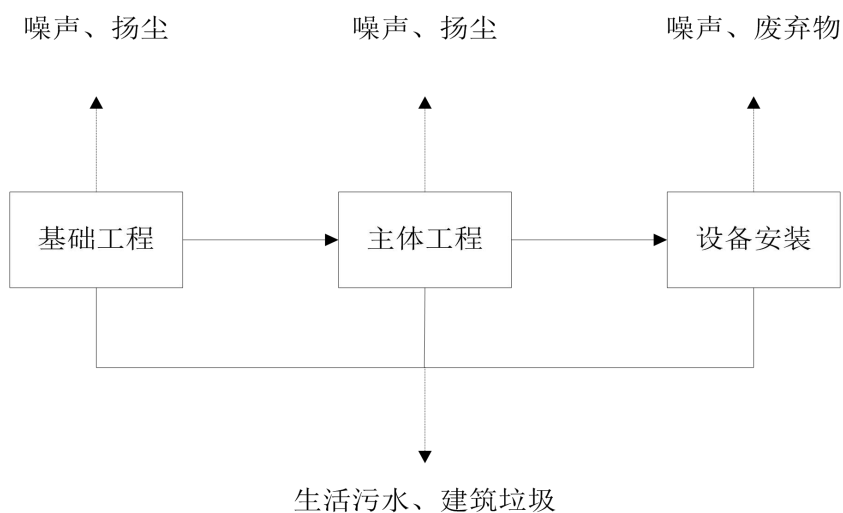 噪声、扬尘
噪声、扬尘
噪声、废弃物
基础工程
主体工程
设备安装
生活污水、建筑垃圾